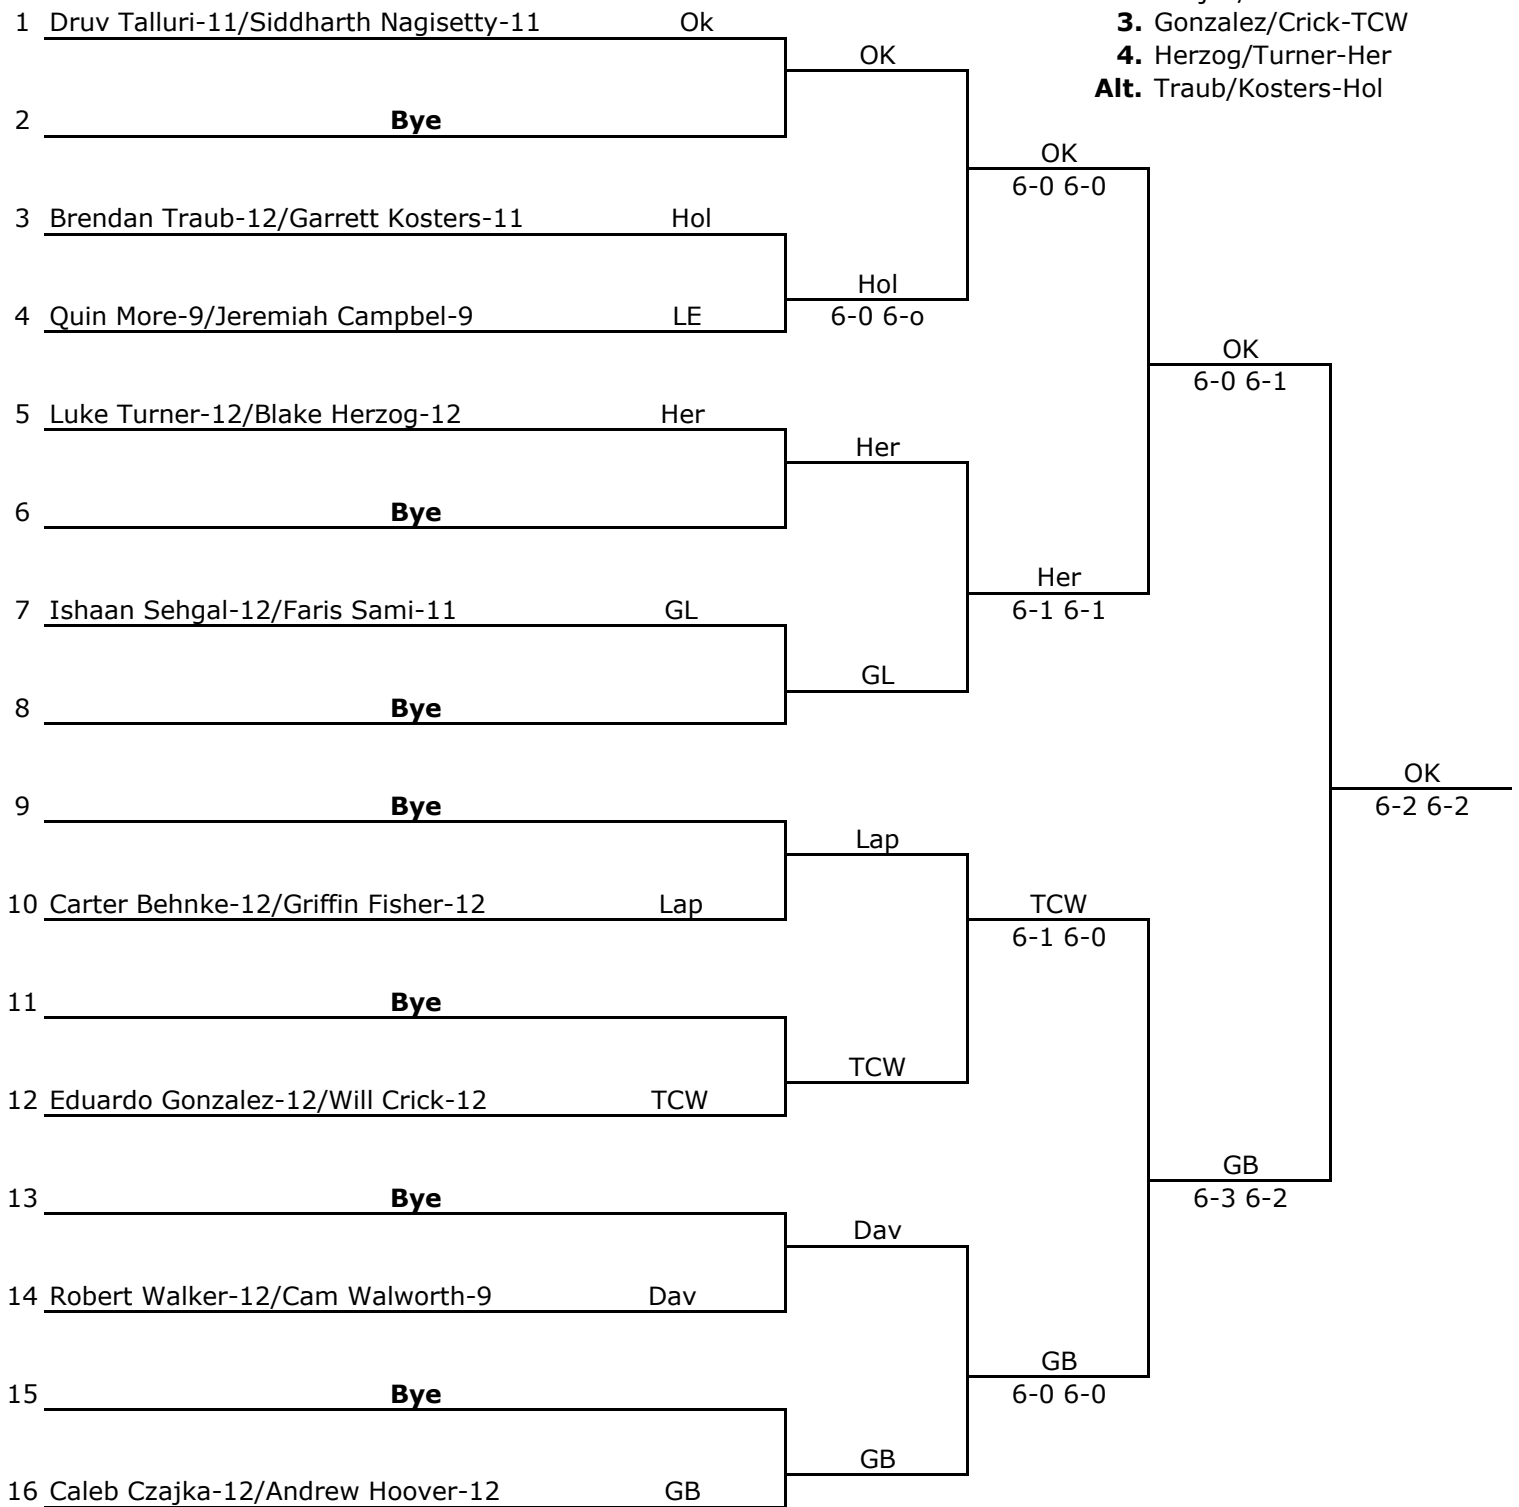 1 Druv Talluri-11/Siddharth Nagisetty-11 Ok
3. Gonzalez/Crick-TCW
OK
4. Herzog/Turner-Her
Alt. Traub/Kosters-Hol
2 Bye
OK
6-0 6-0
3 Brendan Traub-12/Garrett Kosters-11 Hol
Hol
4 Quin More-9/Jeremiah Campbel-9 LE
6-0 6-o
OK
6-0 6-1
5 Luke Turner-12/Blake Herzog-12 Her
Her
6 Bye
Her
7 Ishaan Sehgal-12/Faris Sami-11 GL
6-1 6-1
GL
8 Bye
OK
9 Bye
6-2 6-2
Lap
10 Carter Behnke-12/Griffin Fisher-12 Lap
TCW
6-1 6-0
11 Bye
TCW
12 Eduardo Gonzalez-12/Will Crick-12 TCW
GB
13 Bye
6-3 6-2
Dav
14 Robert Walker-12/Cam Walworth-9 Dav
GB
15 Bye
6-0 6-0
GB
16 Caleb Czajka-12/Andrew Hoover-12 GB